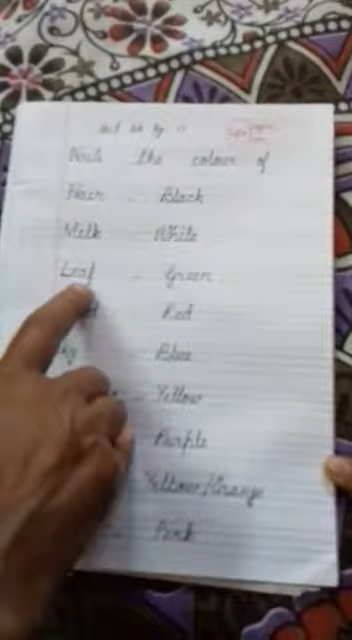 Write the colour of
Hair - Black
Milk - White
Leaf - Green
Red
Blue
Yellow
Purple
Yellow/Orange
Pink